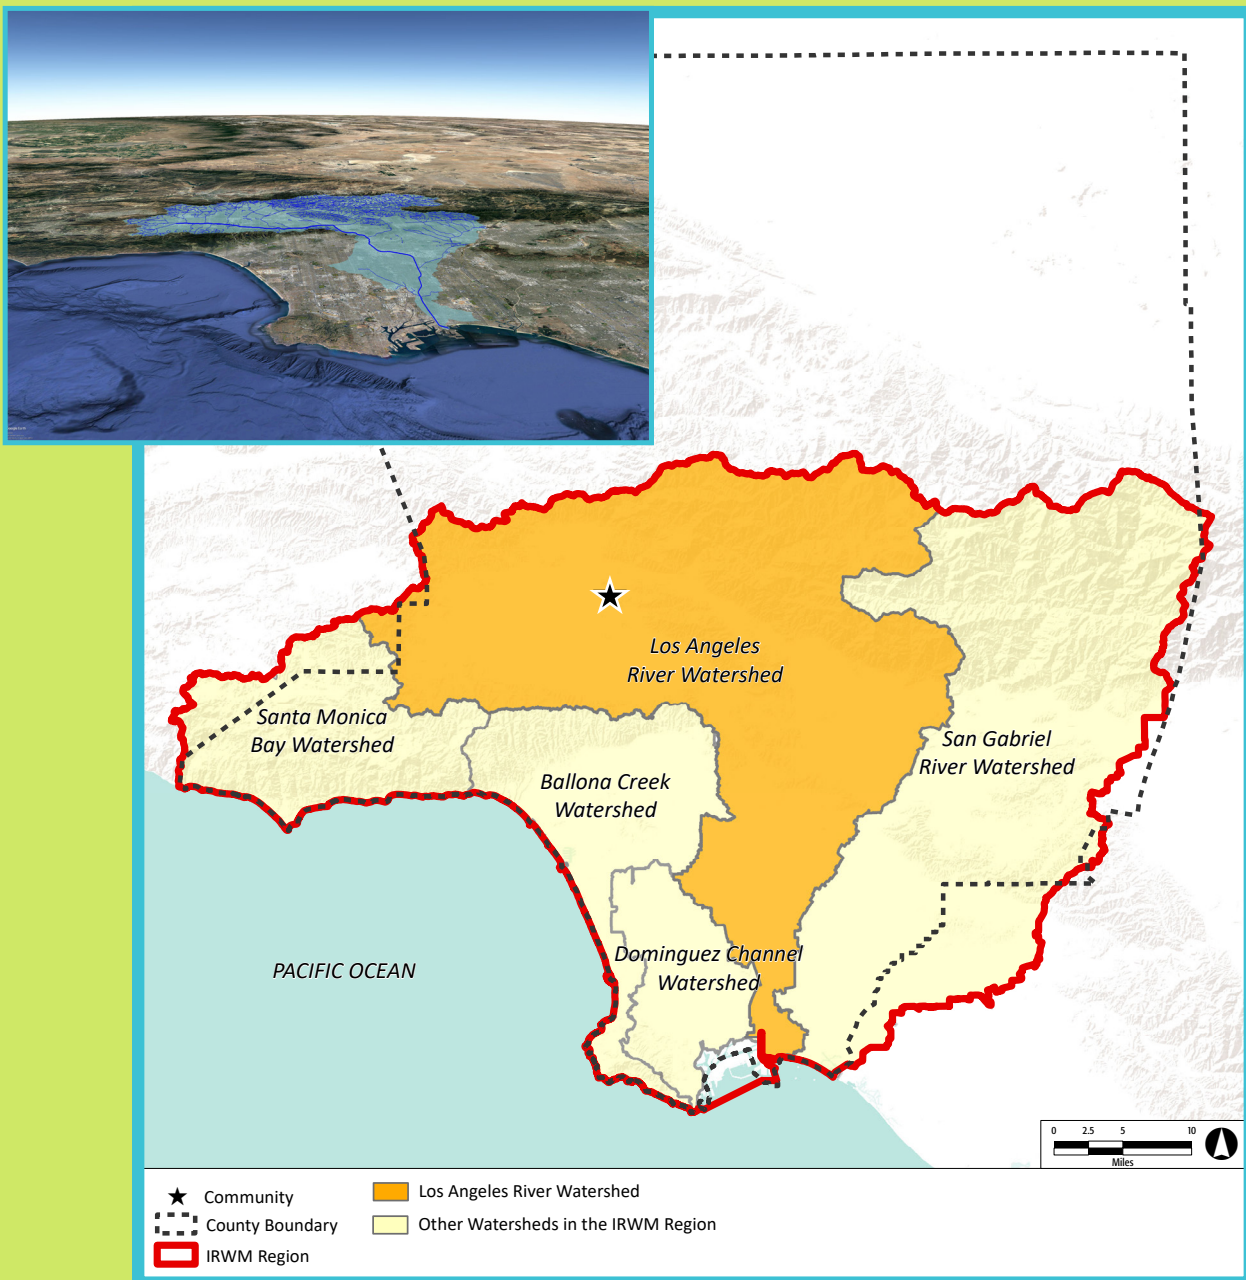 Los Angeles
River Watershed
Santa Monica
Bay Watershed
San Gabriel
River Watershed
Ballona Creek
Watershed
Dominguez Channel
Watershed
PACIFIC OCEAN
0 2.5 5 10
Miles
Community
County Boundary
IRWM Region
Los Angeles River Watershed
Other Watersheds in the IRWM Region